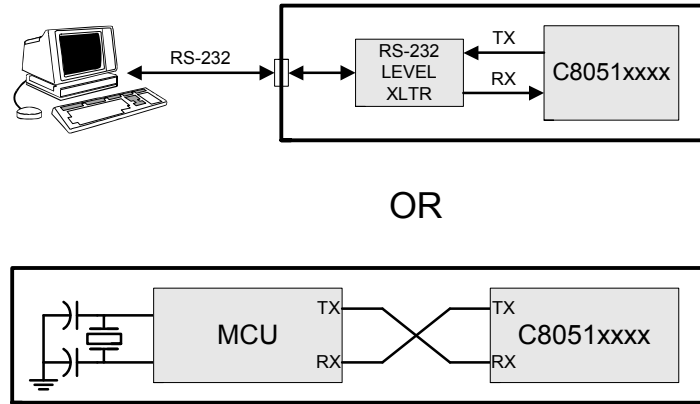 RS-232
RS-232
LEVEL
XLTR
TX
RX
C8051xxxx
OR
MCU
TX
RX
TX
RX
C8051xxxx